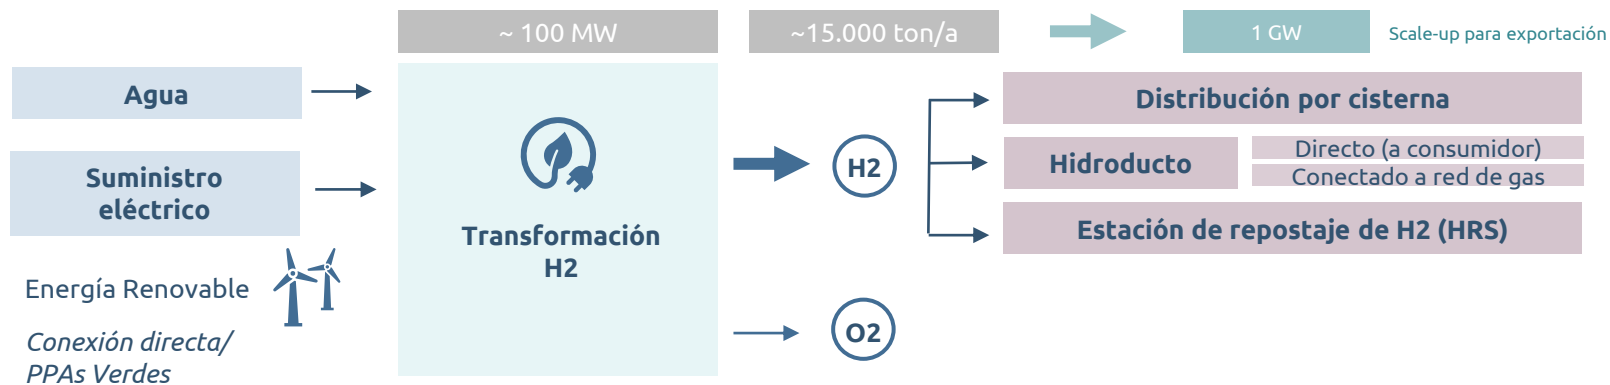 ~ 100 MW
~15.000 ton/a
1 GW
Scale-up para exportación
Agua
Suministro
eléctrico
Energía Renovable
Conexión directa/
PPAs Verdes
Transformación
H2
H2
O2
Distribución por cisterna
Hidroducto
Directo (a consumidor)
Conectado a red de gas
Estación de repostaje de H2 (HRS)